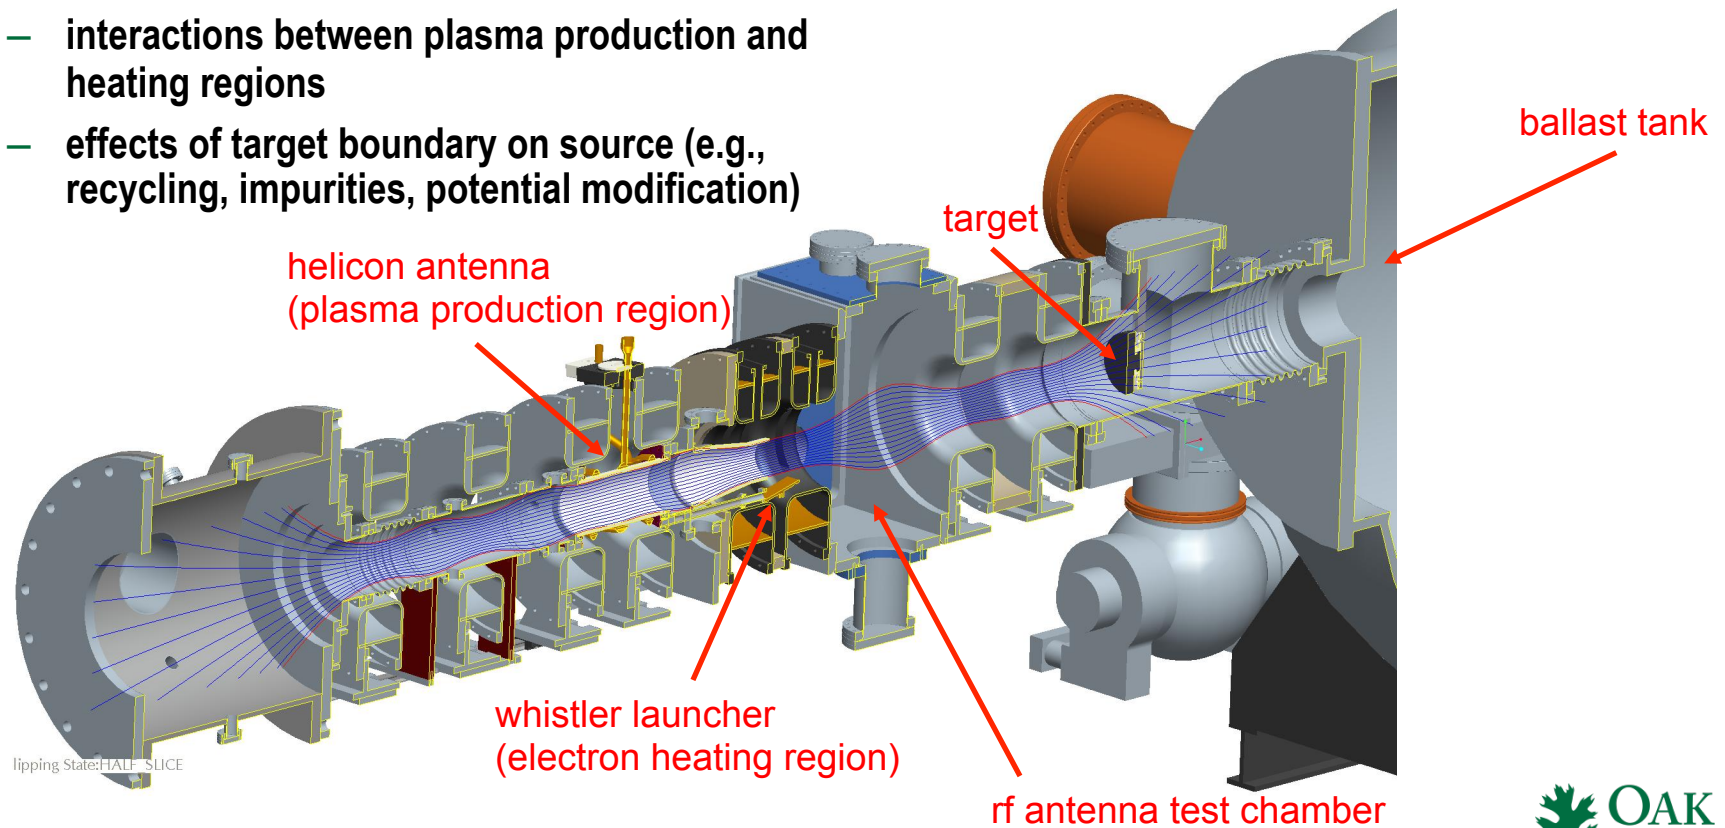 – interactions between plasma production and
heating regions
– effects of target boundary on source (e.g.,
recycling, impurities, potential modification)
ballast tank
target
helicon antenna
(plasma production region)
whistler launcher
(electron heating region)
lipping State:HALF_SLICE
rf antenna test chamber
OAK